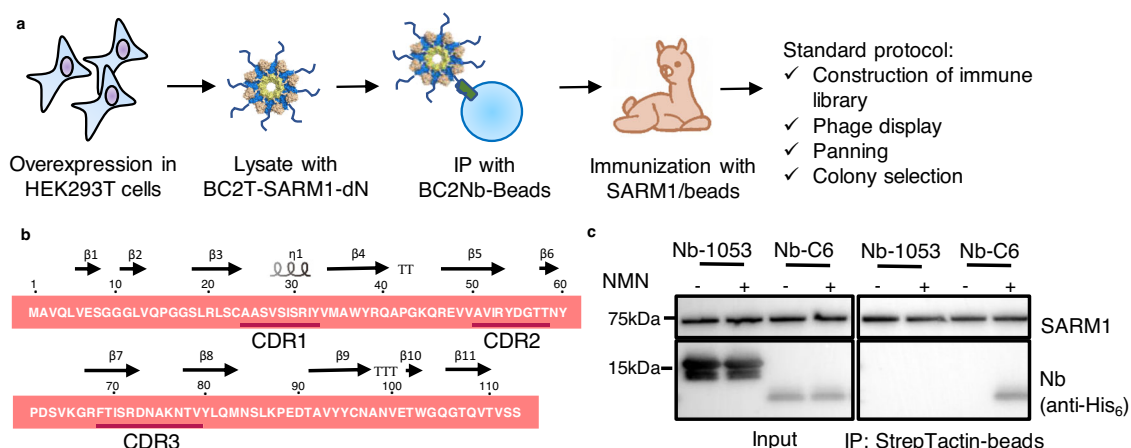 a
Overexpression in
HEK293T cells
Lysate with
BC2T-SARM1-dN
IP with
BC2Nb-Beads
Immunization with
SARM1/beads
Standard protocol:
✓ Construction of immune
library
✓ Phage display
✓ Panning
✓ Colony selection
b
β1 β2 β3 η1 β4 TT β5 β6
1 10 20 30 40 50 60
MAVQLVESGGGLVQPGGSLRLSCAASVSISRIYVMAWYRQAPGKQREVVAVIRYDGTTNY
CDR1 CDR2
β7 β8 β9 TTT β10 β11
70 80 90 100 110
PDSVKGRFTISRDNAKNTVYLQMNSLKPEDTAVYYCNANVETWGQGTQVTVSS
CDR3
c
Nb-1053 Nb-C6 Nb-1053 Nb-C6
NMN - + - + - + - +
75kDa SARM1
15kDa Nb
(anti-His₆)
Input IP: StrepTactin-beads